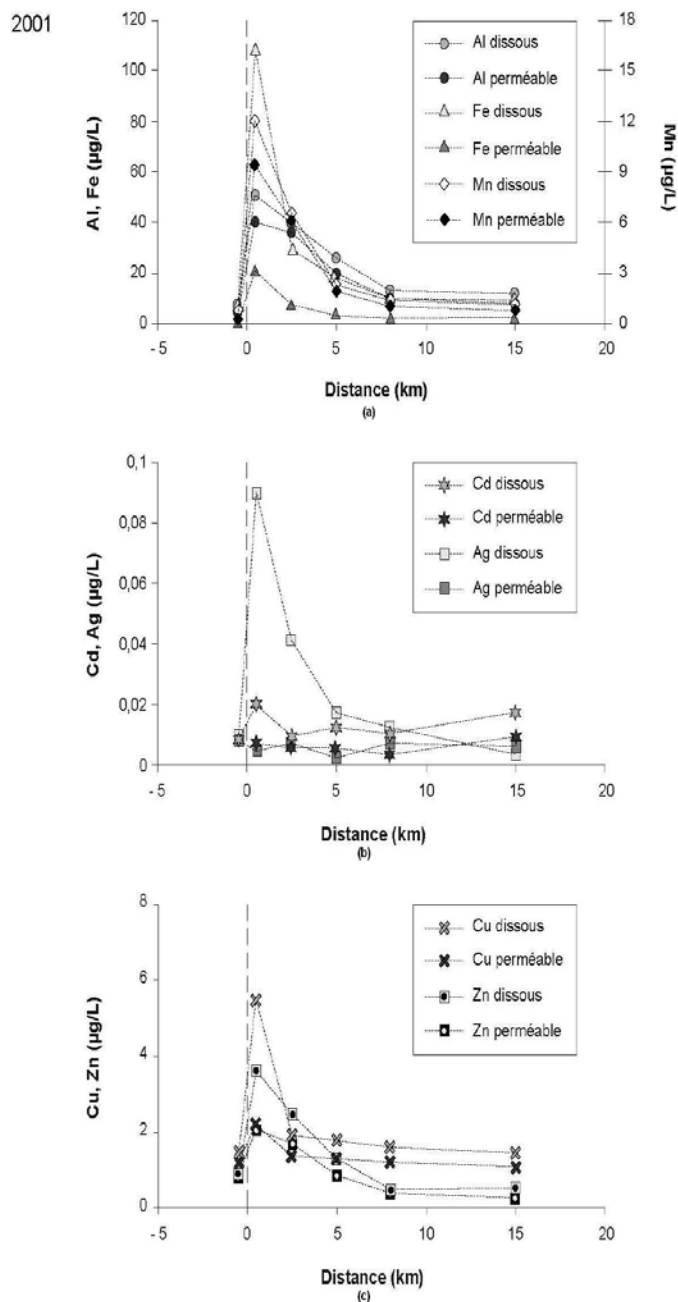 2001
120
100
80
60
40
20
0
Al, Fe (µg/L)
18
15
12
9
6
3
0
Mn (µg/L)
Al dissous
Al perméable
Fe dissous
Fe perméable
Mn dissous
Mn perméable
- 5 0 5 10 15 20
Distance (km)
(a)
0,1
0,08
0,06
0,04
0,02
0
Cd, Ag (µg/L)
Cd dissous
Cd perméable
Ag dissous
Ag perméable
- 5 0 5 10 15 20
Distance (km)
(b)
8
6
4
2
0
Cu, Zn (µg/L)
Cu dissous
Cu perméable
Zn dissous
Zn perméable
- 5 0 5 10 15 20
Distance (km)
(c)